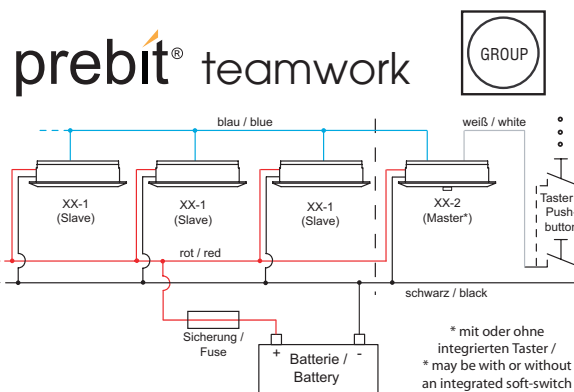 prebit® teamwork
GROUP
blau / blue
weiß / white
XX-1
(Slave)
XX-1
(Slave)
XX-1
(Slave)
XX-2
(Master*)
Taster
Push
button
rot / red
schwarz / black
Sicherung /
Fuse
+
-
Batterie /
Battery
* mit oder ohne
integrierten Taster /
* may be with or without
an integrated soft-switch